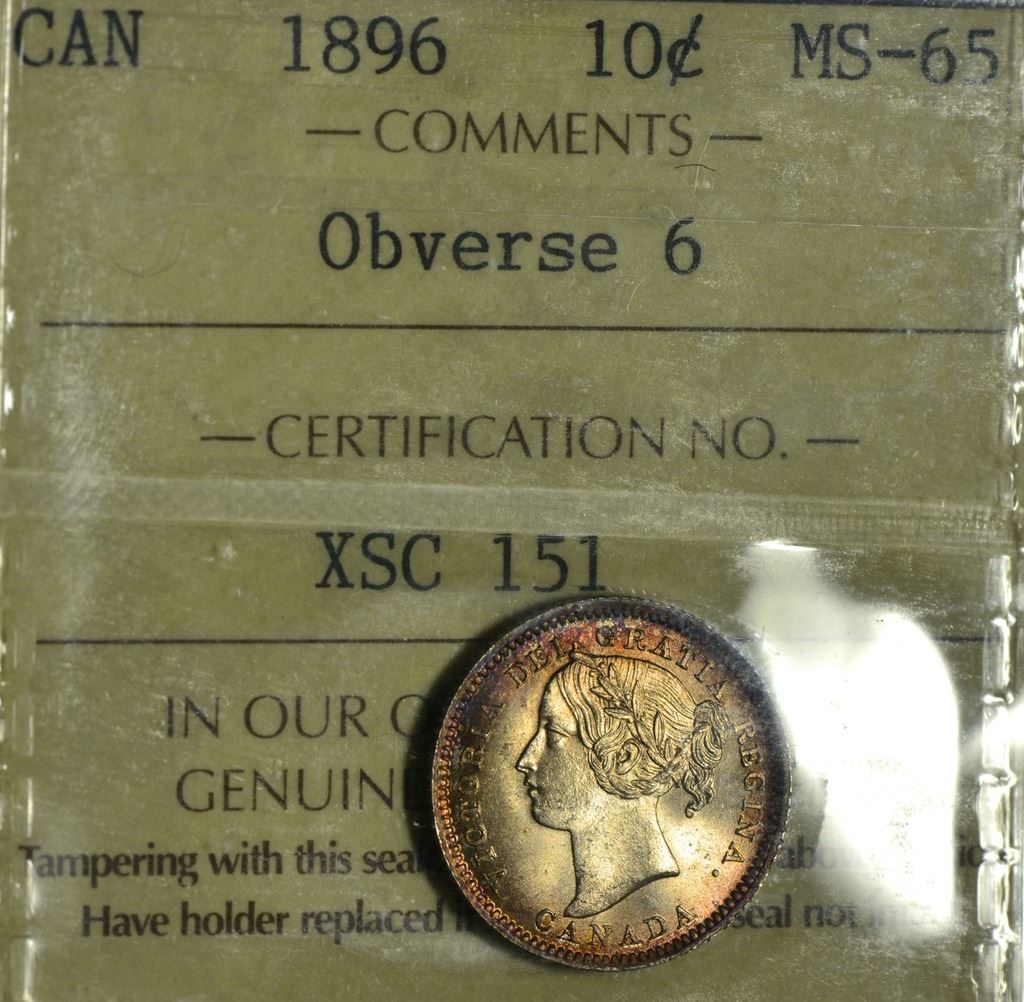 CAN 1896 10¢ MS-65
— COMMENTS —
Obverse 6
— CERTIFICATION NO. —
XSC 151
IN OUR
GENUINE
Tampering with this seal
Have holder replaced seal not
VICTORIA DEI GRATIA REGINA.
CANADA